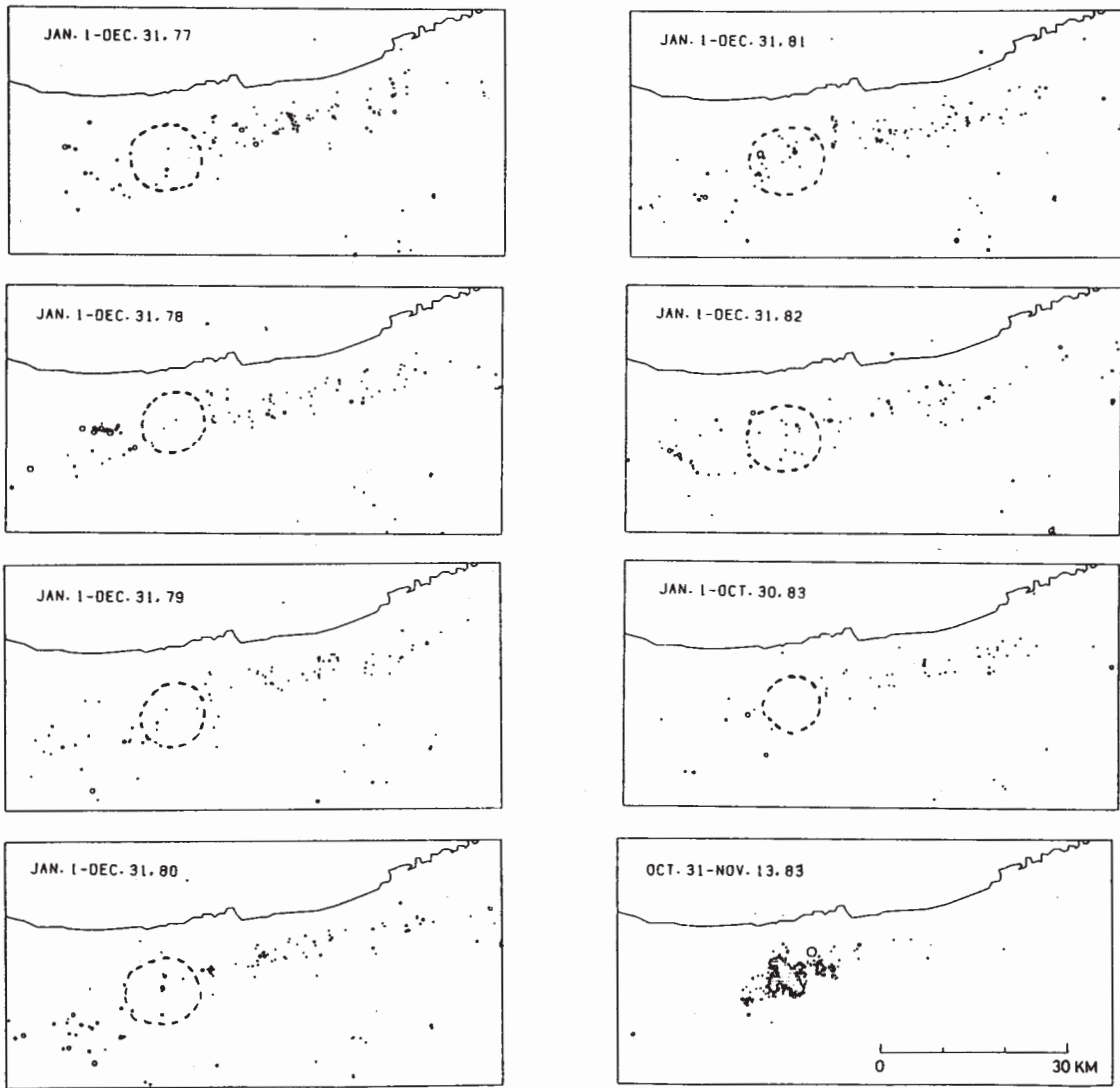 JAN. 1-DEC. 31, 77
JAN. 1-DEC. 31, 78
JAN. 1-DEC. 31, 79
JAN. 1-DEC. 31, 80
JAN. 1-DEC. 31, 81
JAN. 1-DEC. 31, 82
JAN. 1-OCT. 30, 83
OCT. 31-NOV. 13, 83
0 30 KM